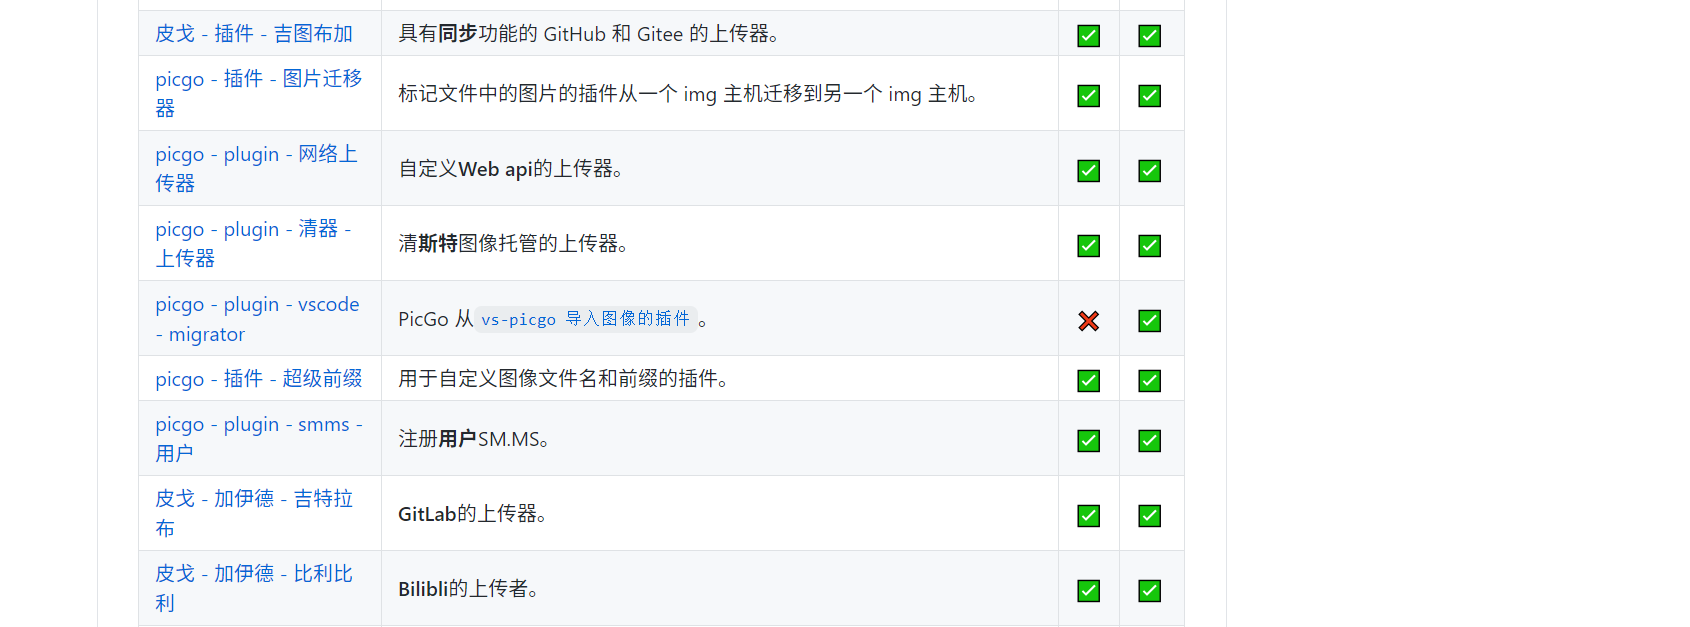 皮戈 - 插件 - 吉图布加
具有同步功能的 GitHub 和 Gitee 的上传器。
picgo - 插件 - 图片迁移
器
标记文件中的图片的插件从一个 img 主机迁移到另一个 img 主机。
picgo - plugin - 网络上
传器
自定义Web api的上传器。
picgo - plugin - 清器 -
上传器
清斯特图像托管的上传器。
picgo - plugin - vscode
- migrator
PicGo 从 vs-picgo 导入图像的插件 。
picgo - 插件 - 超级前缀
用于自定义图像文件名和前缀的插件。
picgo - plugin - smms -
用户
注册用户SM.MS。
皮戈 - 加伊德 - 吉特拉
布
GitLab的上传器。
皮戈 - 加伊德 - 比利比
利
Bilibli的上传者。